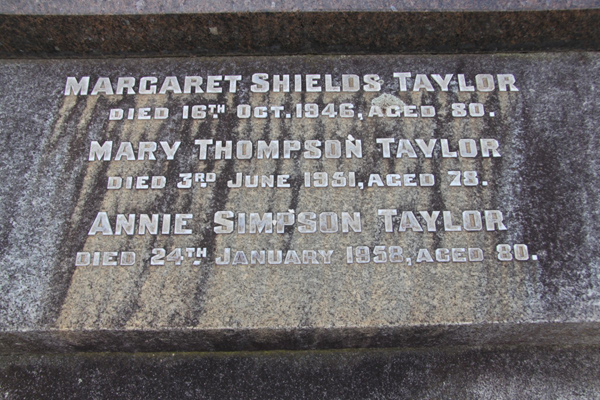 MARGARET SHIELDS TAYLOR
DIED 16TH OCT. 1946, AGED 80.
MARY THOMPSON TAYLOR
DIED 3RD JUNE 1951, AGED 78.
ANNIE SIMPSON TAYLOR
DIED 24TH JANUARY 1958, AGED 80.